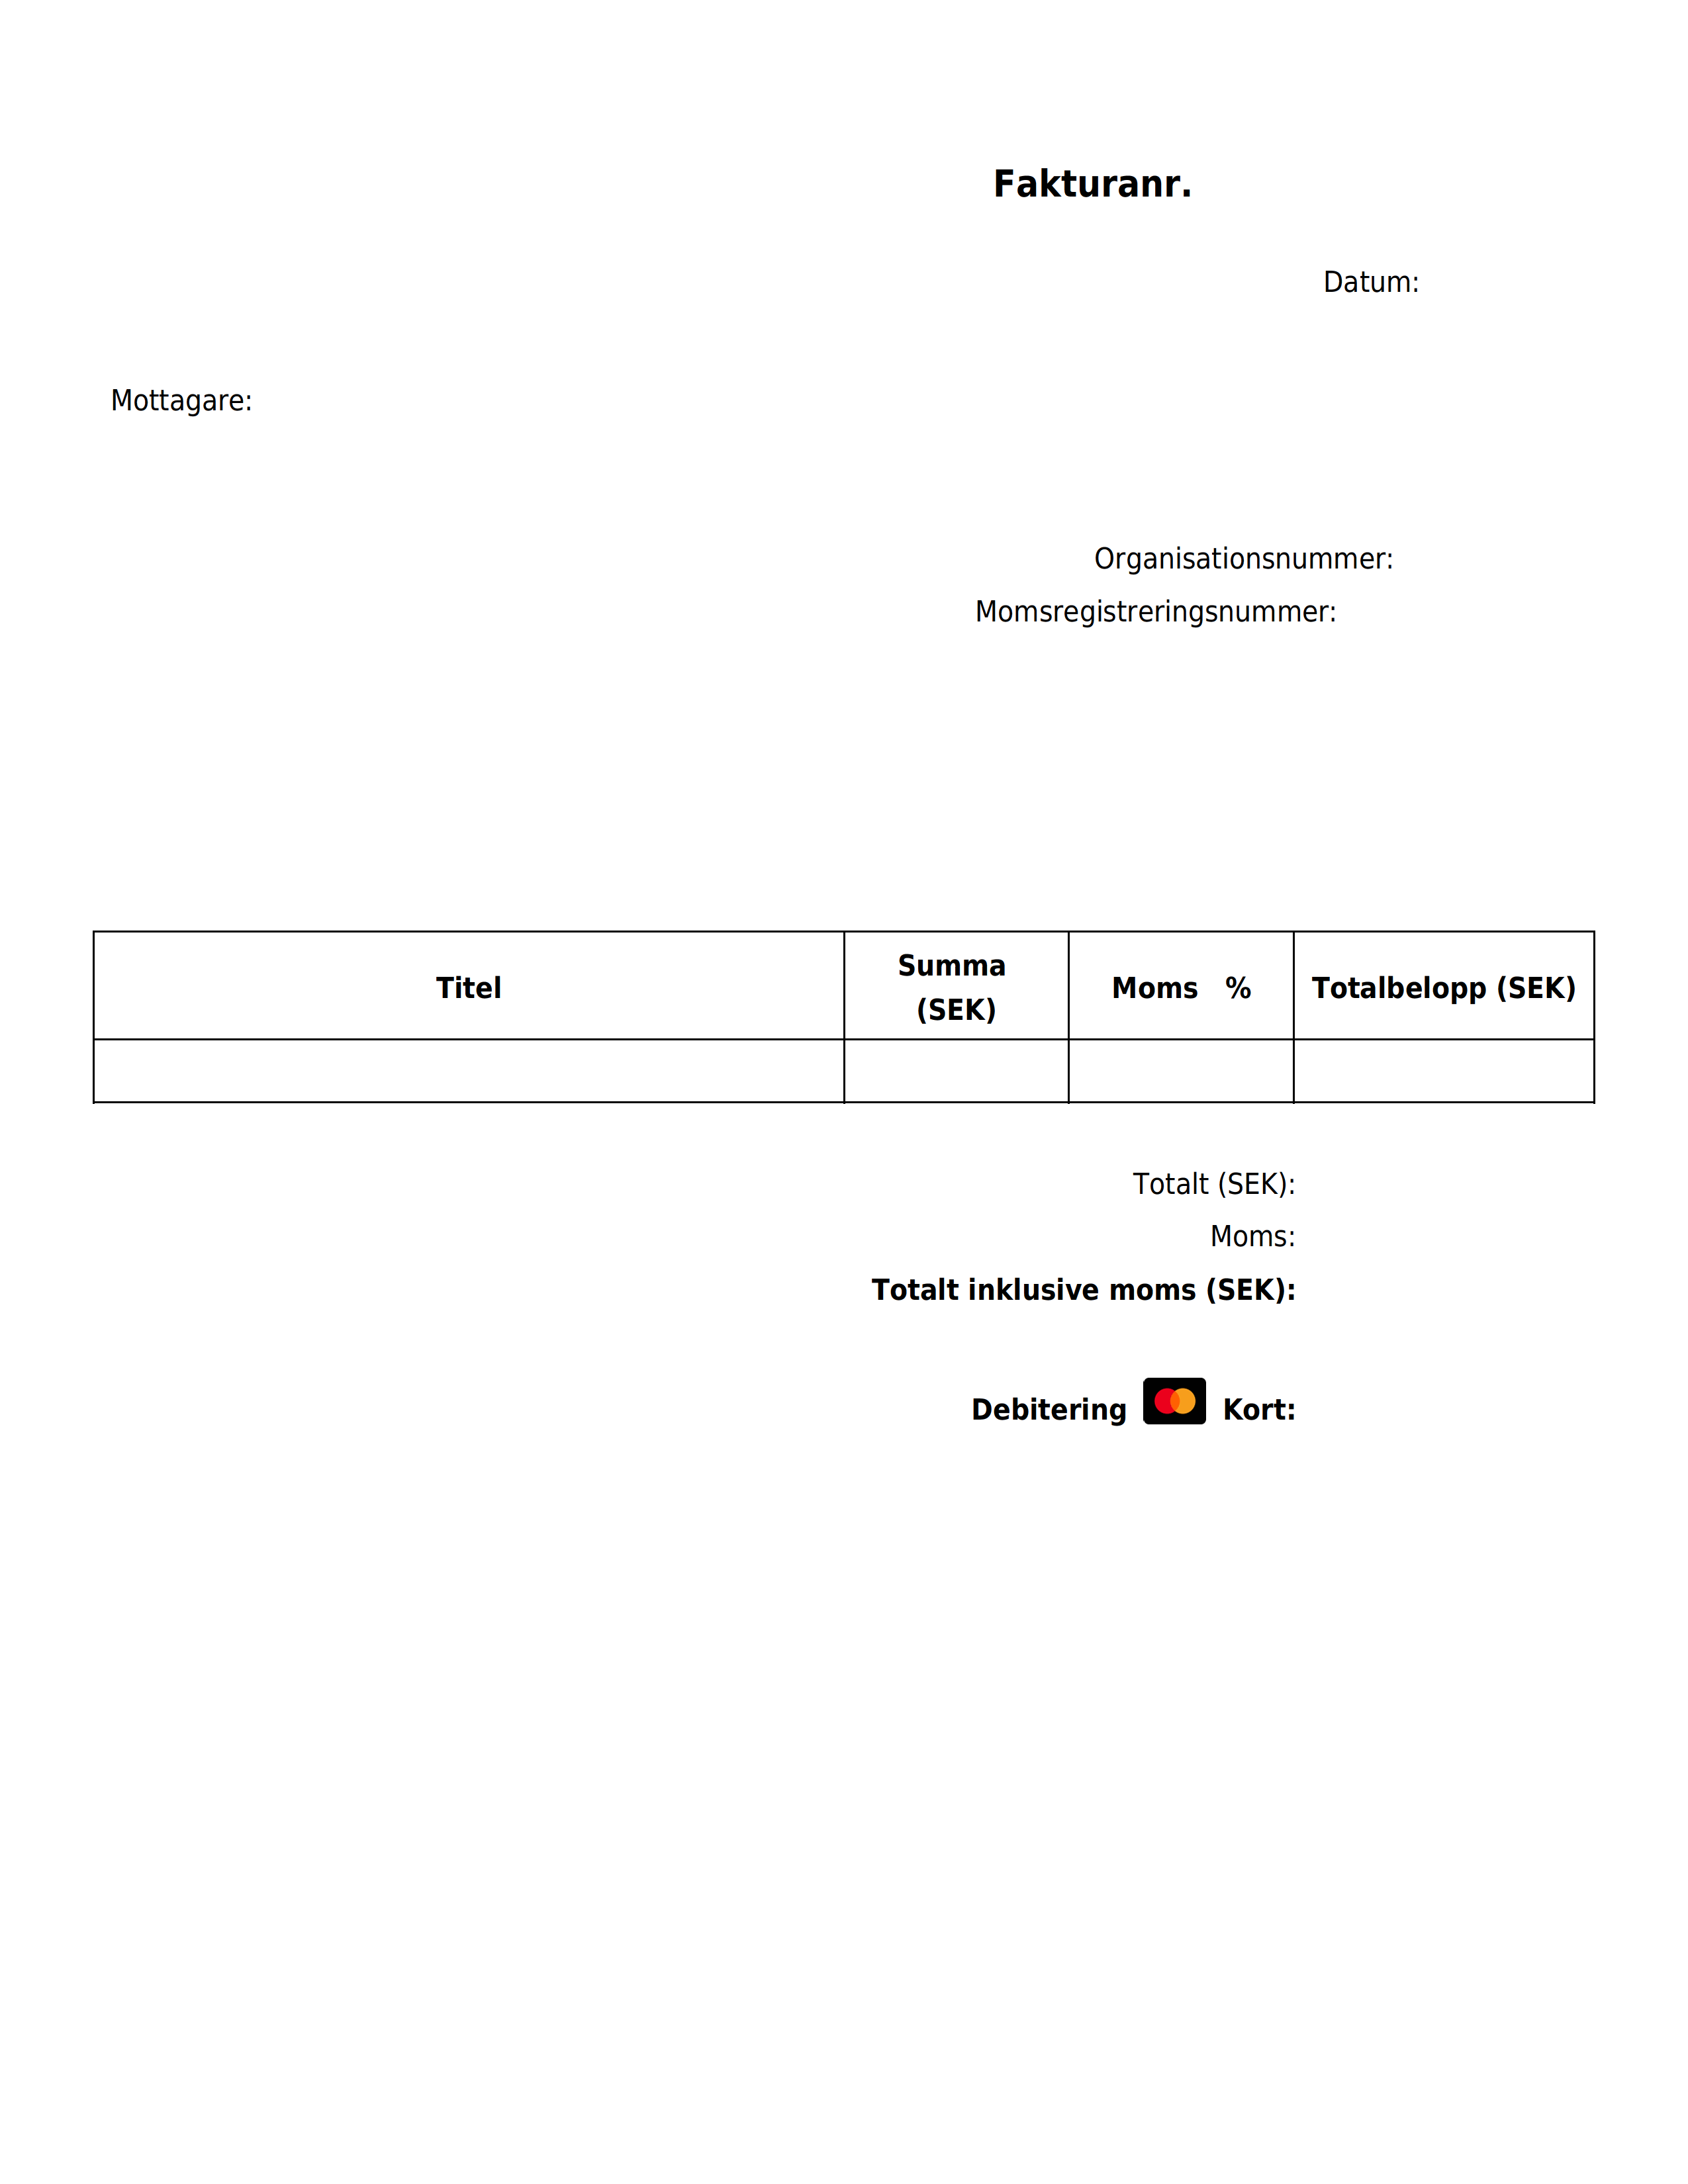 Fakturanr.
Datum:
Mottagare:
Organisationsnummer:
Momsregistreringsnummer:
Titel
Summa
(SEK)
Moms %
Totalbelopp (SEK)
Totalt (SEK):
Moms:
Totalt inklusive moms (SEK):
Debitering Kort: